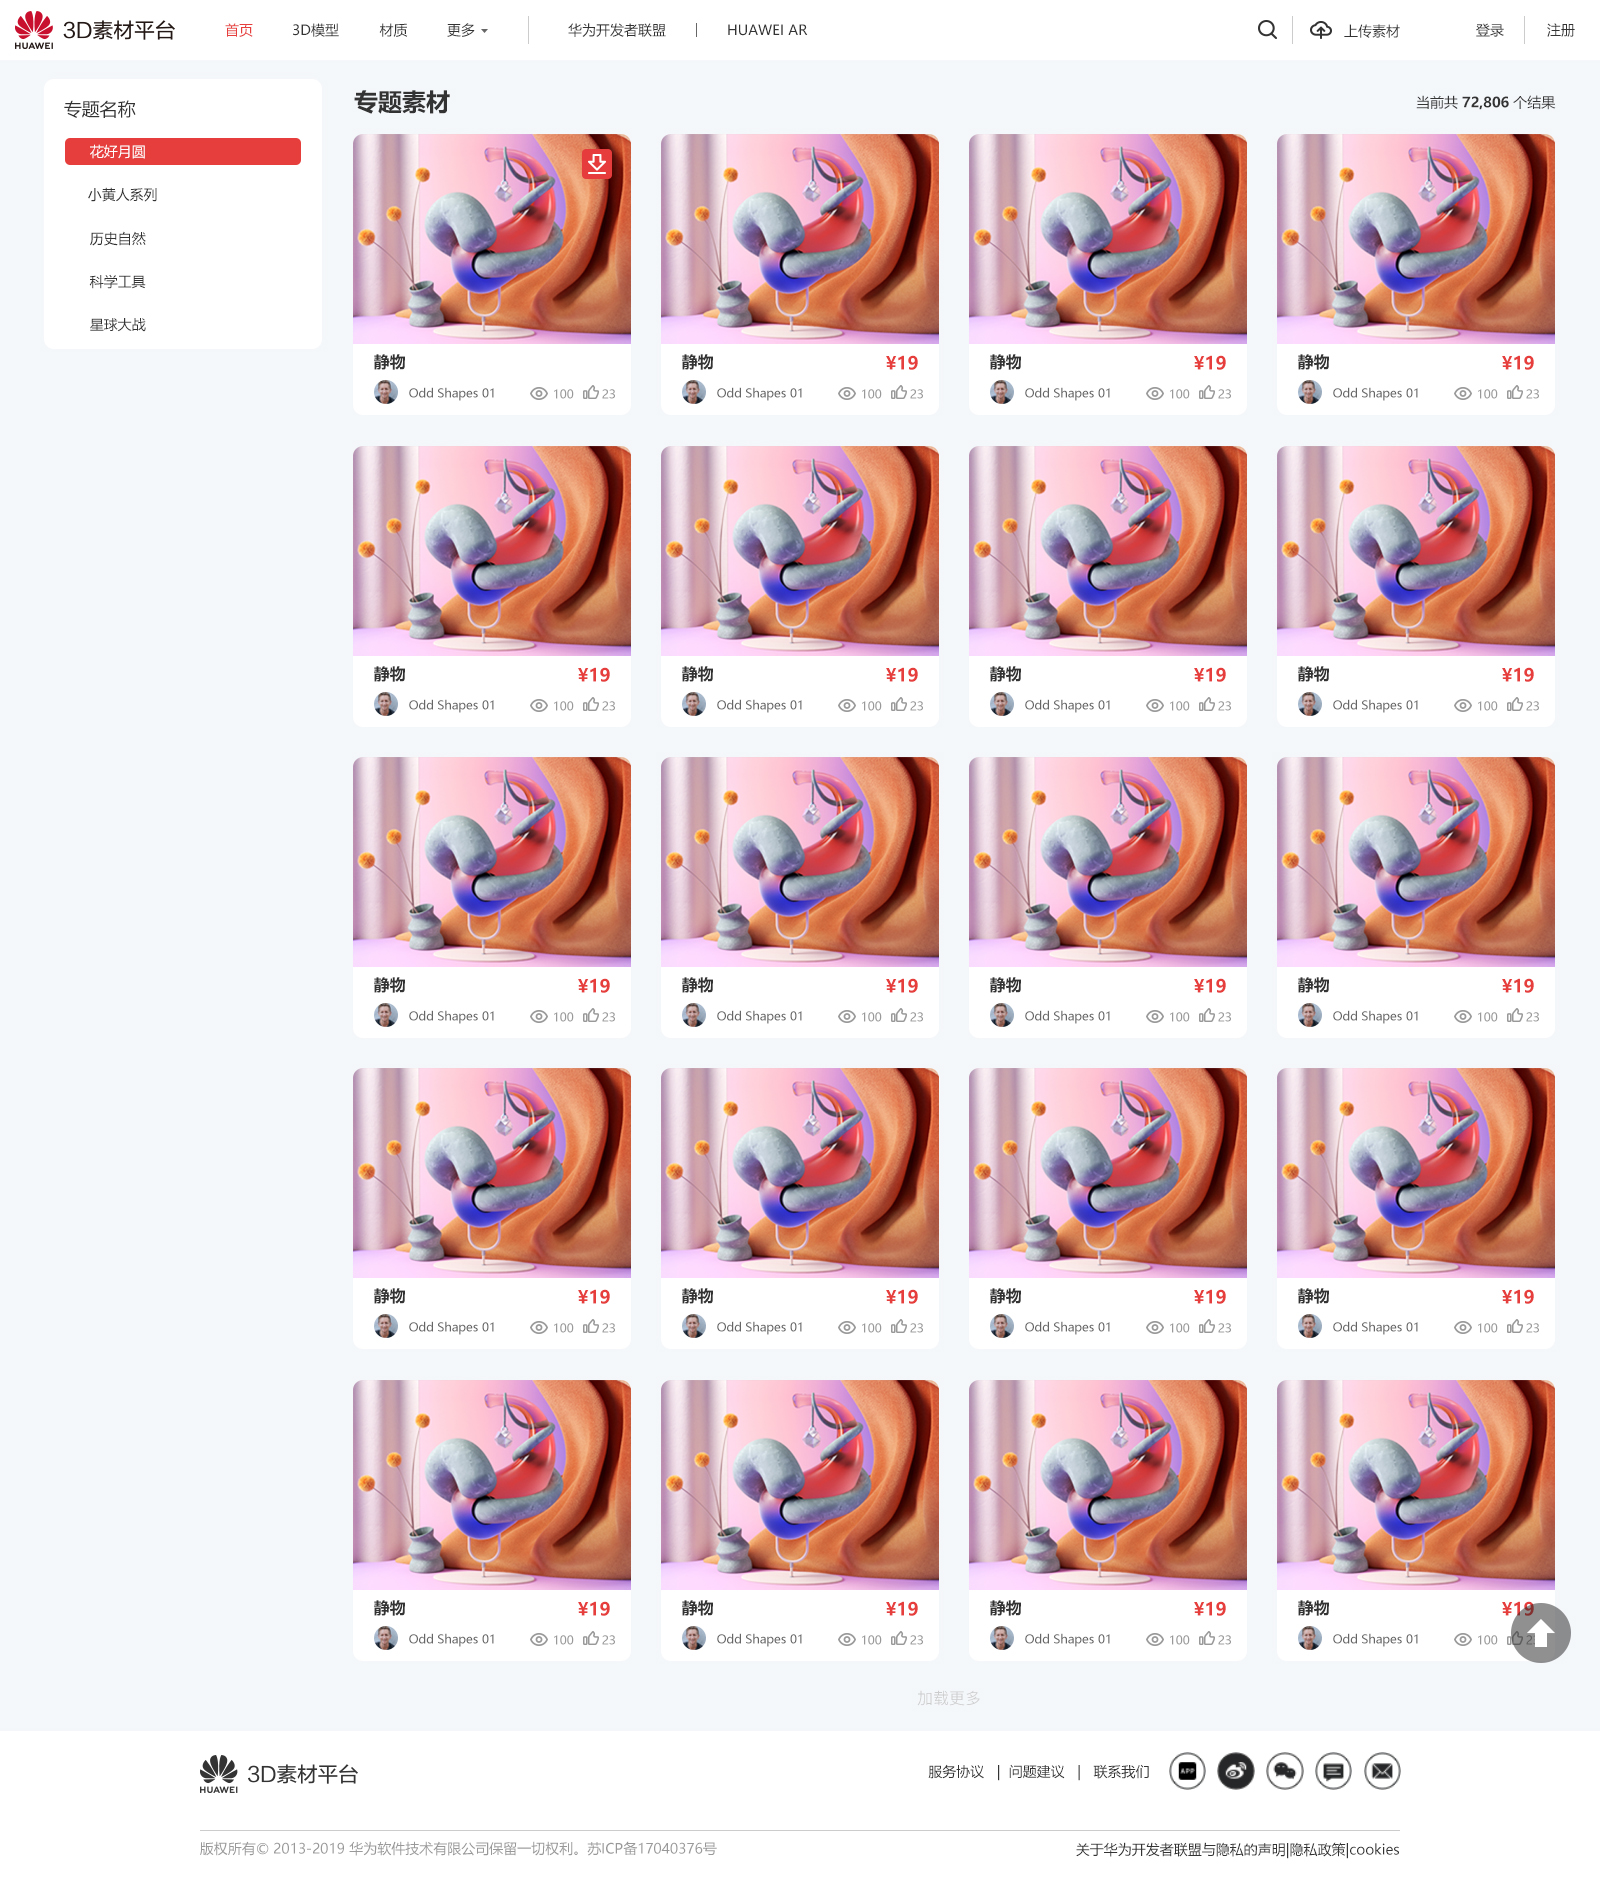 HUAWEI 3D素材平台 首页 3D模型 材质 更多 华为开发者联盟 | HUAWEI AR 上传素材 登录 注册
专题名称
花好月圆
小黄人系列
历史自然
科学工具
星球大战
专题素材 当前共 72,806 个结果
静物 静物 ¥19 静物 ¥19 静物 ¥19
Odd Shapes 01 100 23 Odd Shapes 01 100 23 Odd Shapes 01 100 23 Odd Shapes 01 100 23
静物 ¥19 静物 ¥19 静物 ¥19 静物 ¥19
Odd Shapes 01 100 23 Odd Shapes 01 100 23 Odd Shapes 01 100 23 Odd Shapes 01 100 23
静物 ¥19 静物 ¥19 静物 ¥19 静物 ¥19
Odd Shapes 01 100 23 Odd Shapes 01 100 23 Odd Shapes 01 100 23 Odd Shapes 01 100 23
静物 ¥19 静物 ¥19 静物 ¥19 静物 ¥19
Odd Shapes 01 100 23 Odd Shapes 01 100 23 Odd Shapes 01 100 23 Odd Shapes 01 100 23
静物 ¥19 静物 ¥19 静物 ¥19 静物 ¥19
Odd Shapes 01 100 23 Odd Shapes 01 100 23 Odd Shapes 01 100 23 Odd Shapes 01 100
加载更多
HUAWEI 3D素材平台 服务协议 | 问题建议 | 联系我们 APP
版权所有© 2013-2019 华为软件技术有限公司保留一切权利。苏ICP备17040376号 关于华为开发者联盟与隐私的声明|隐私政策|cookies